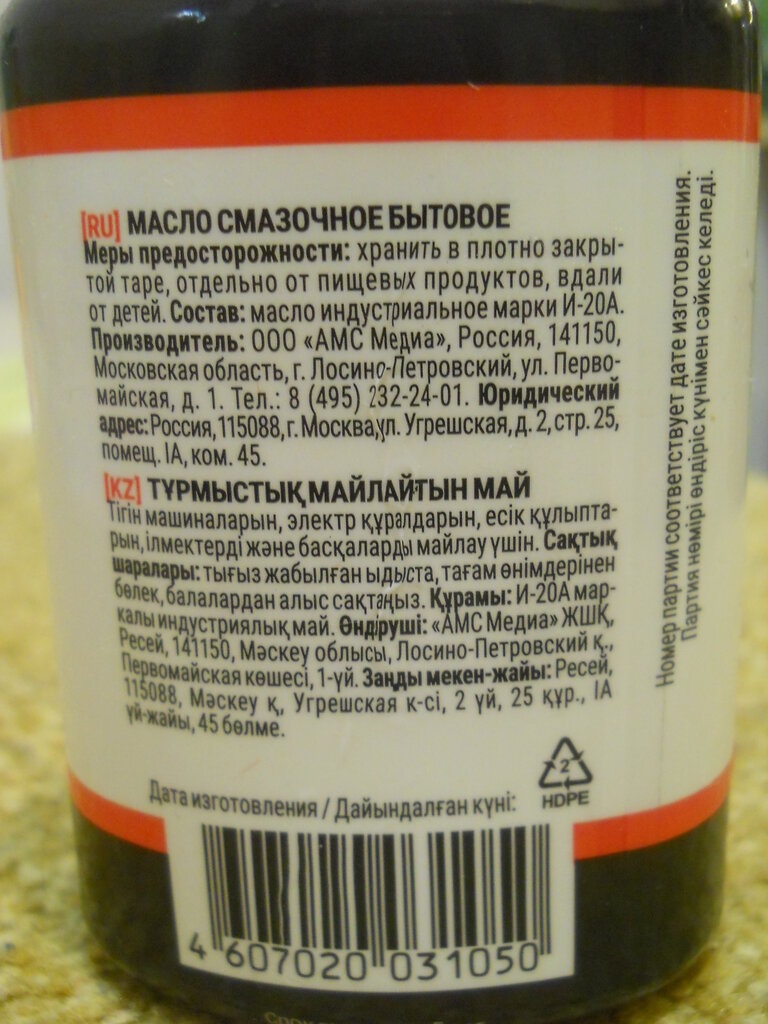 [RU] МАСЛО СМАЗОЧНОЕ БЫТОВОЕ
Меры предосторожности: хранить в плотно закры-
той таре, отдельно от пищевых продуктов, вдали
от детей. Состав: масло индустриальное марки И-20А.
Производитель: ООО «АМС Медиа», Россия, 141150,
Московская область, г. Лосино-Петровский, ул. Перво-
майская, д. 1. Тел.: 8 (495) 232-24-01. Юридический
адрес: Россия, 115088, г. Москва, ул. Угрешская, д. 2, стр. 25,
помещ. IА, ком. 45.
[KZ] ТҰРМЫСТЫҚ МАЙЛАЙТЫН МАЙ
Тігін машиналарын, электр құралдарын, есік құлыпта-
рын, ілмектерді және басқаларды майлау үшін. Сақтық
шаралары: тығыз жабылған ыдыста, тағам өнімдерінен
бөлек, балалардан алыс сақтаңыз. Құрамы: И-20А мар-
калы индустриялық май. Өндіруші: «АМС Медиа» ЖШҚ,
Ресей, 141150, Мәскеу облысы, Лосино-Петровский қ.,
Первомайская көшесі, 1-үй. Заңды мекен-жайы: Ресей,
115088, Мәскеу қ, Угрешская к-сі, 2 үй, 25 құр., IА
үй-жайы, 45 бөлме.
2
HDPE
Дата изготовления / Дайындалған күні:
4 607020 031050
Номер партии соответствует дате изготовления.
Партия нөмірі өндіріс күнімен сәйкес келеді.